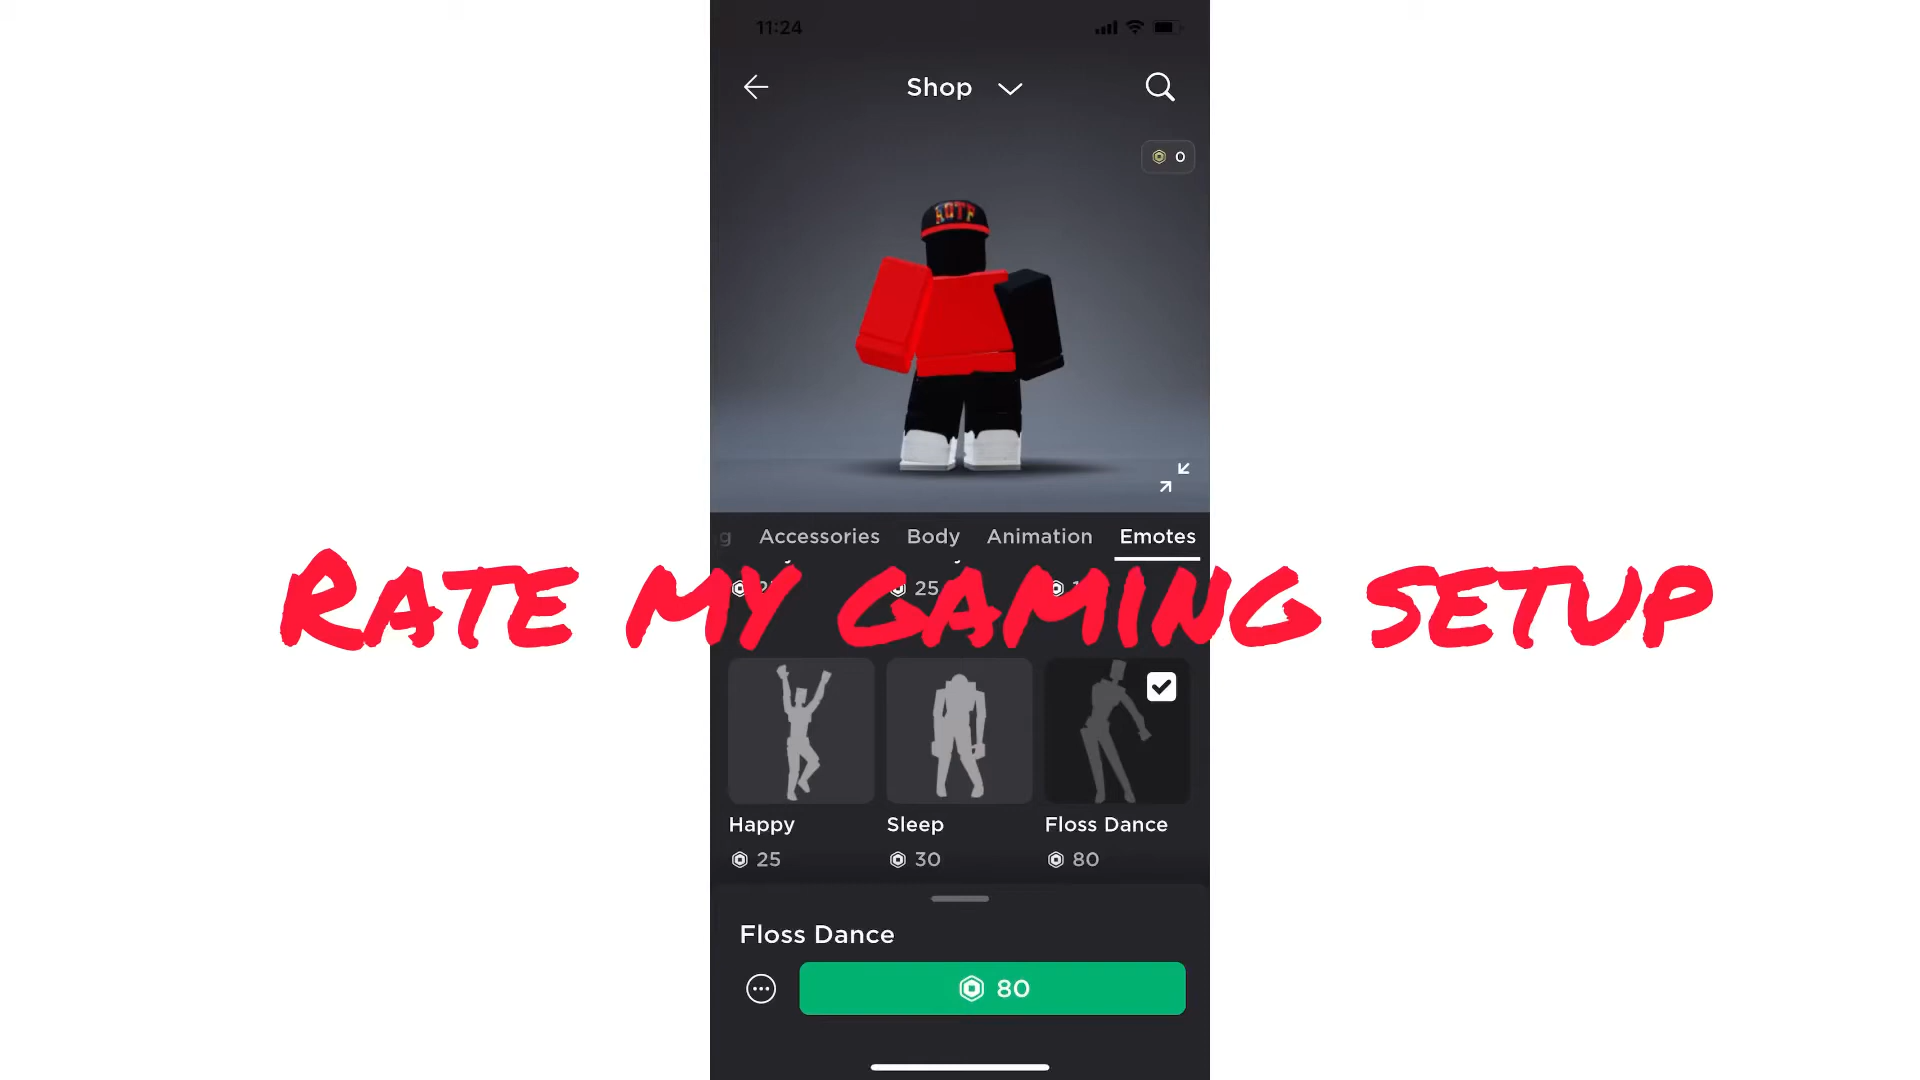 11:24
Shop
0
AOTP
Accessories Body Animation Emotes
25
Rate my gaming setup
Happy Sleep Floss Dance
25 30 80
Floss Dance
80